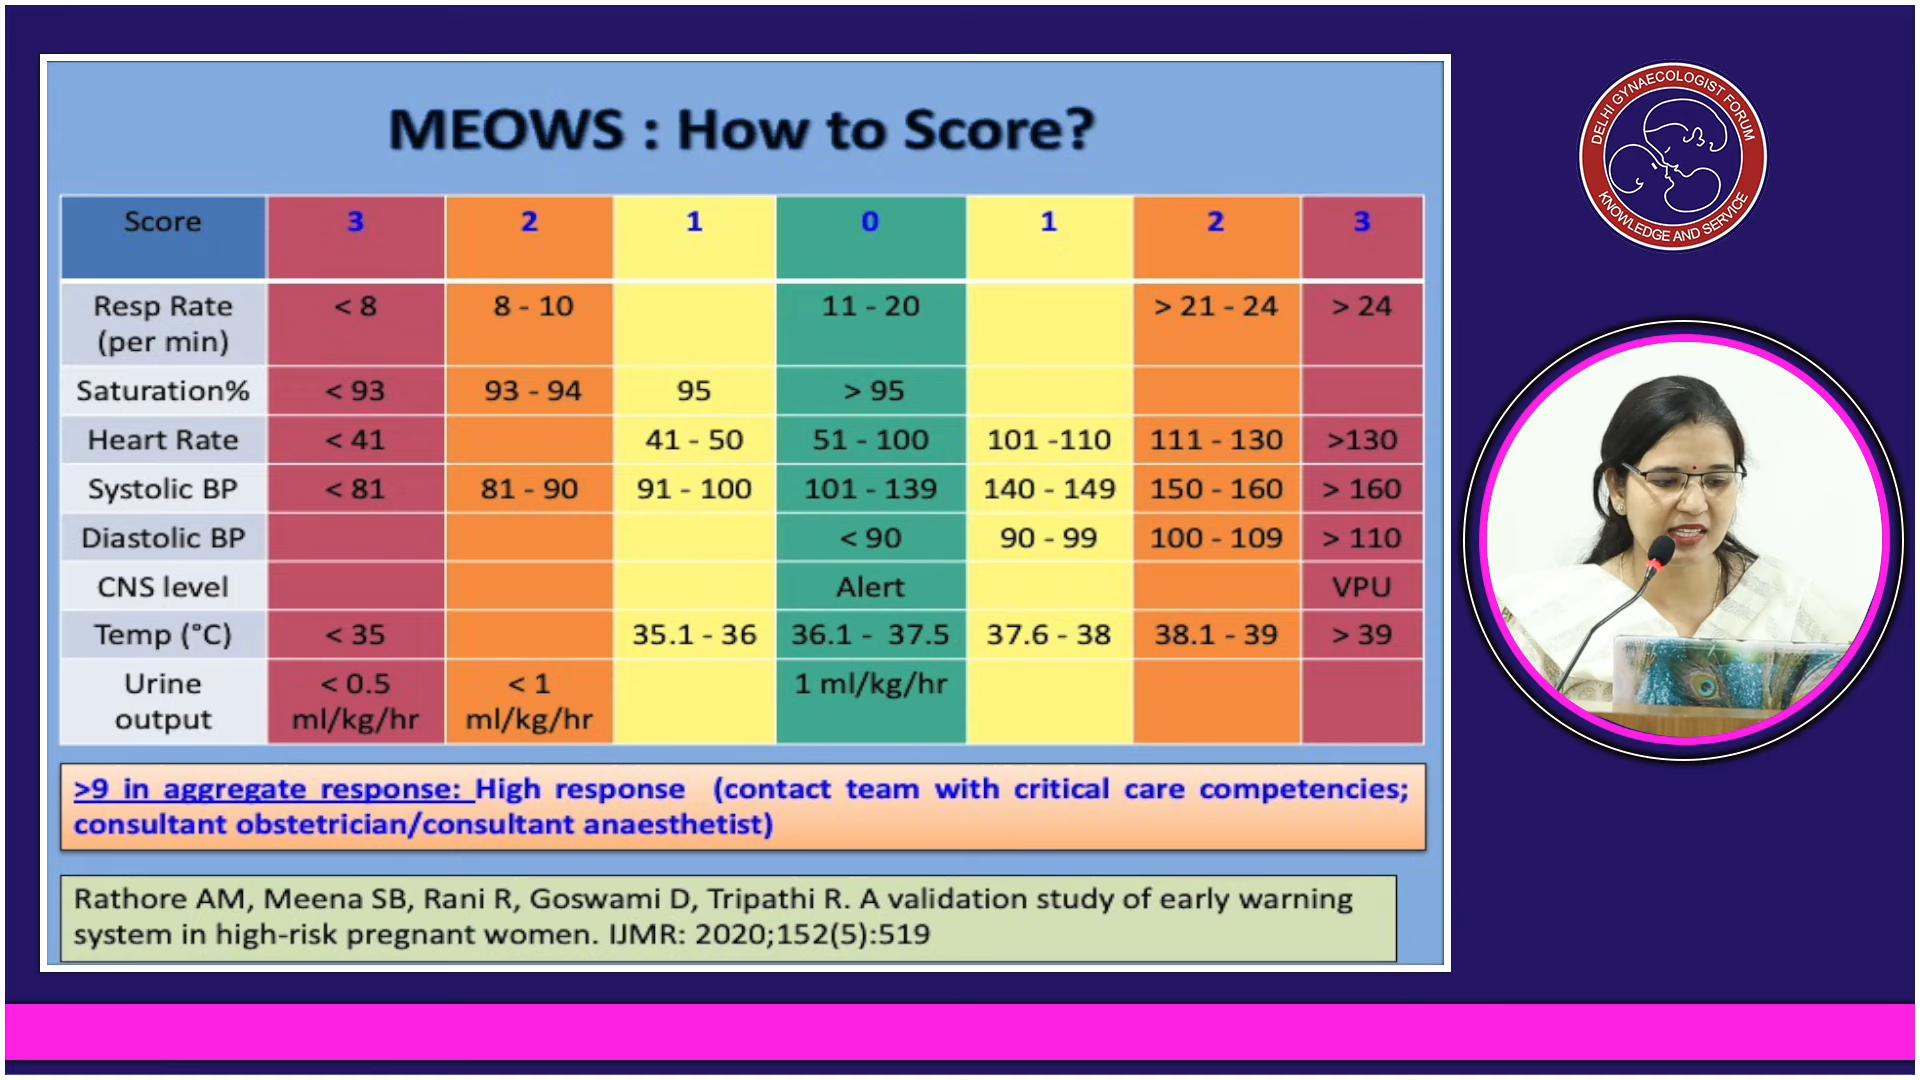 MEOWS : How to Score?
Score 3 2 1 0 1 2 3
Resp Rate < 8 8 - 10 11 - 20 > 21 - 24 > 24
(per min)
Saturation% < 93 93 - 94 95 > 95
Heart Rate < 41 41 - 50 51 - 100 101 -110 111 - 130 >130
Systolic BP < 81 81 - 90 91 - 100 101 - 139 140 - 149 150 - 160 > 160
Diastolic BP < 90 90 - 99 100 - 109 > 110
CNS level Alert VPU
Temp (°C) < 35 35.1 - 36 36.1 - 37.5 37.6 - 38 38.1 - 39 > 39
Urine < 0.5 < 1 1 ml/kg/hr
output ml/kg/hr ml/kg/hr
>9 in aggregate response: High response (contact team with critical care competencies;
consultant obstetrician/consultant anaesthetist)
Rathore AM, Meena SB, Rani R, Goswami D, Tripathi R. A validation study of early warning
system in high-risk pregnant women. IJMR: 2020;152(5):519
DELHI GYNAECOLOGIST FORUM
KNOWLEDGE AND SERVICE